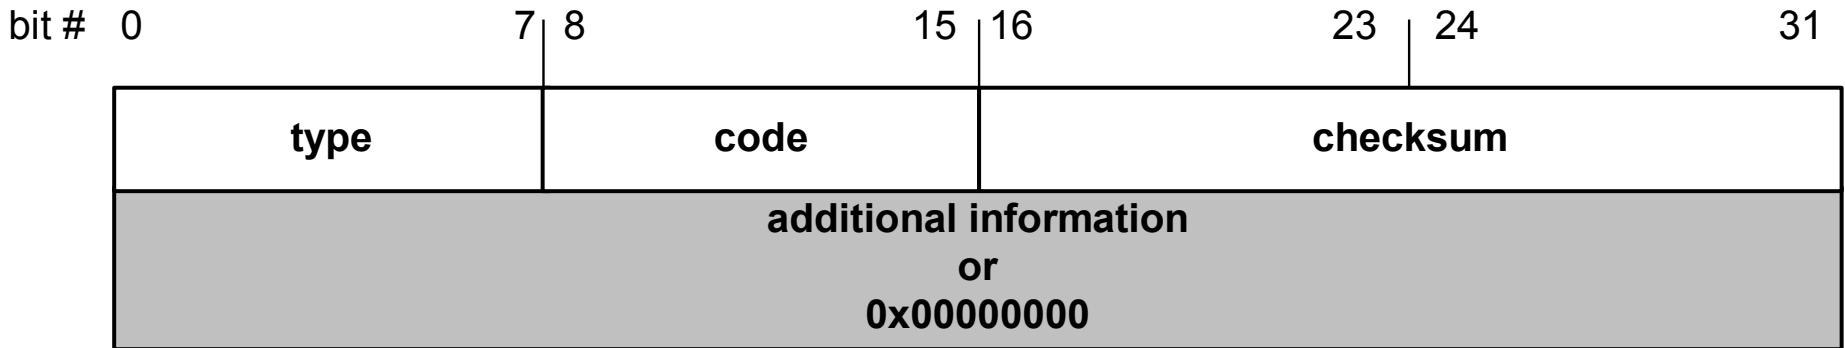 bit # 0 7 8 15 16 23 24 31
type code checksum
additional information
or
0x00000000